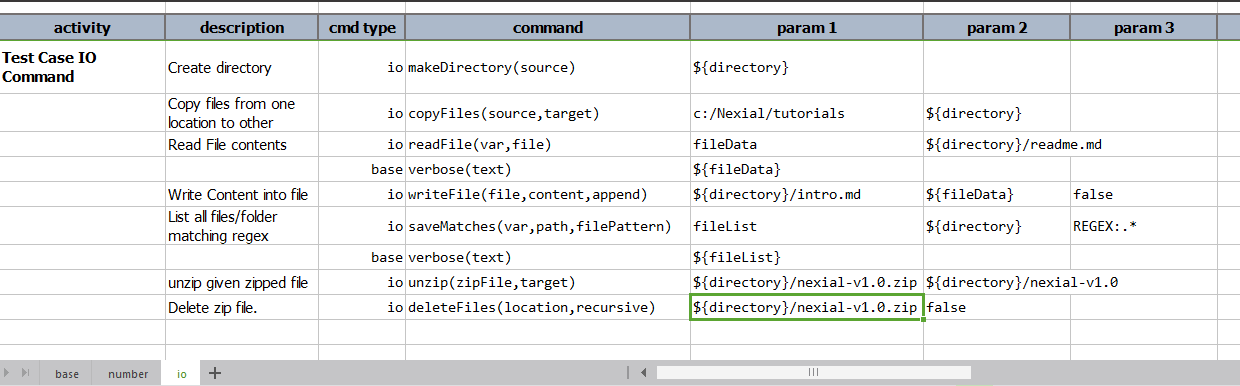 activity description cmd type command param 1 param 2 param 3
Test Case IO
Command
Create directory io makeDirectory(source) ${directory}
Copy files from one
location to other
io copyFiles(source,target) c:/Nexial/tutorials ${directory}
Read File contents io readFile(var,file) fileData ${directory}/readme.md
base verbose(text) ${fileData}
Write Content into file io writeFile(file,content,append) ${directory}/intro.md ${fileData} false
List all files/folder
matching regex
io saveMatches(var,path,filePattern) fileList ${directory} REGEX:.*
base verbose(text) ${fileList}
unzip given zipped file io unzip(zipFile,target) ${directory}/nexial-v1.0.zip ${directory}/nexial-v1.0
Delete zip file. io deleteFiles(location,recursive) ${directory}/nexial-v1.0.zip false
base number io +